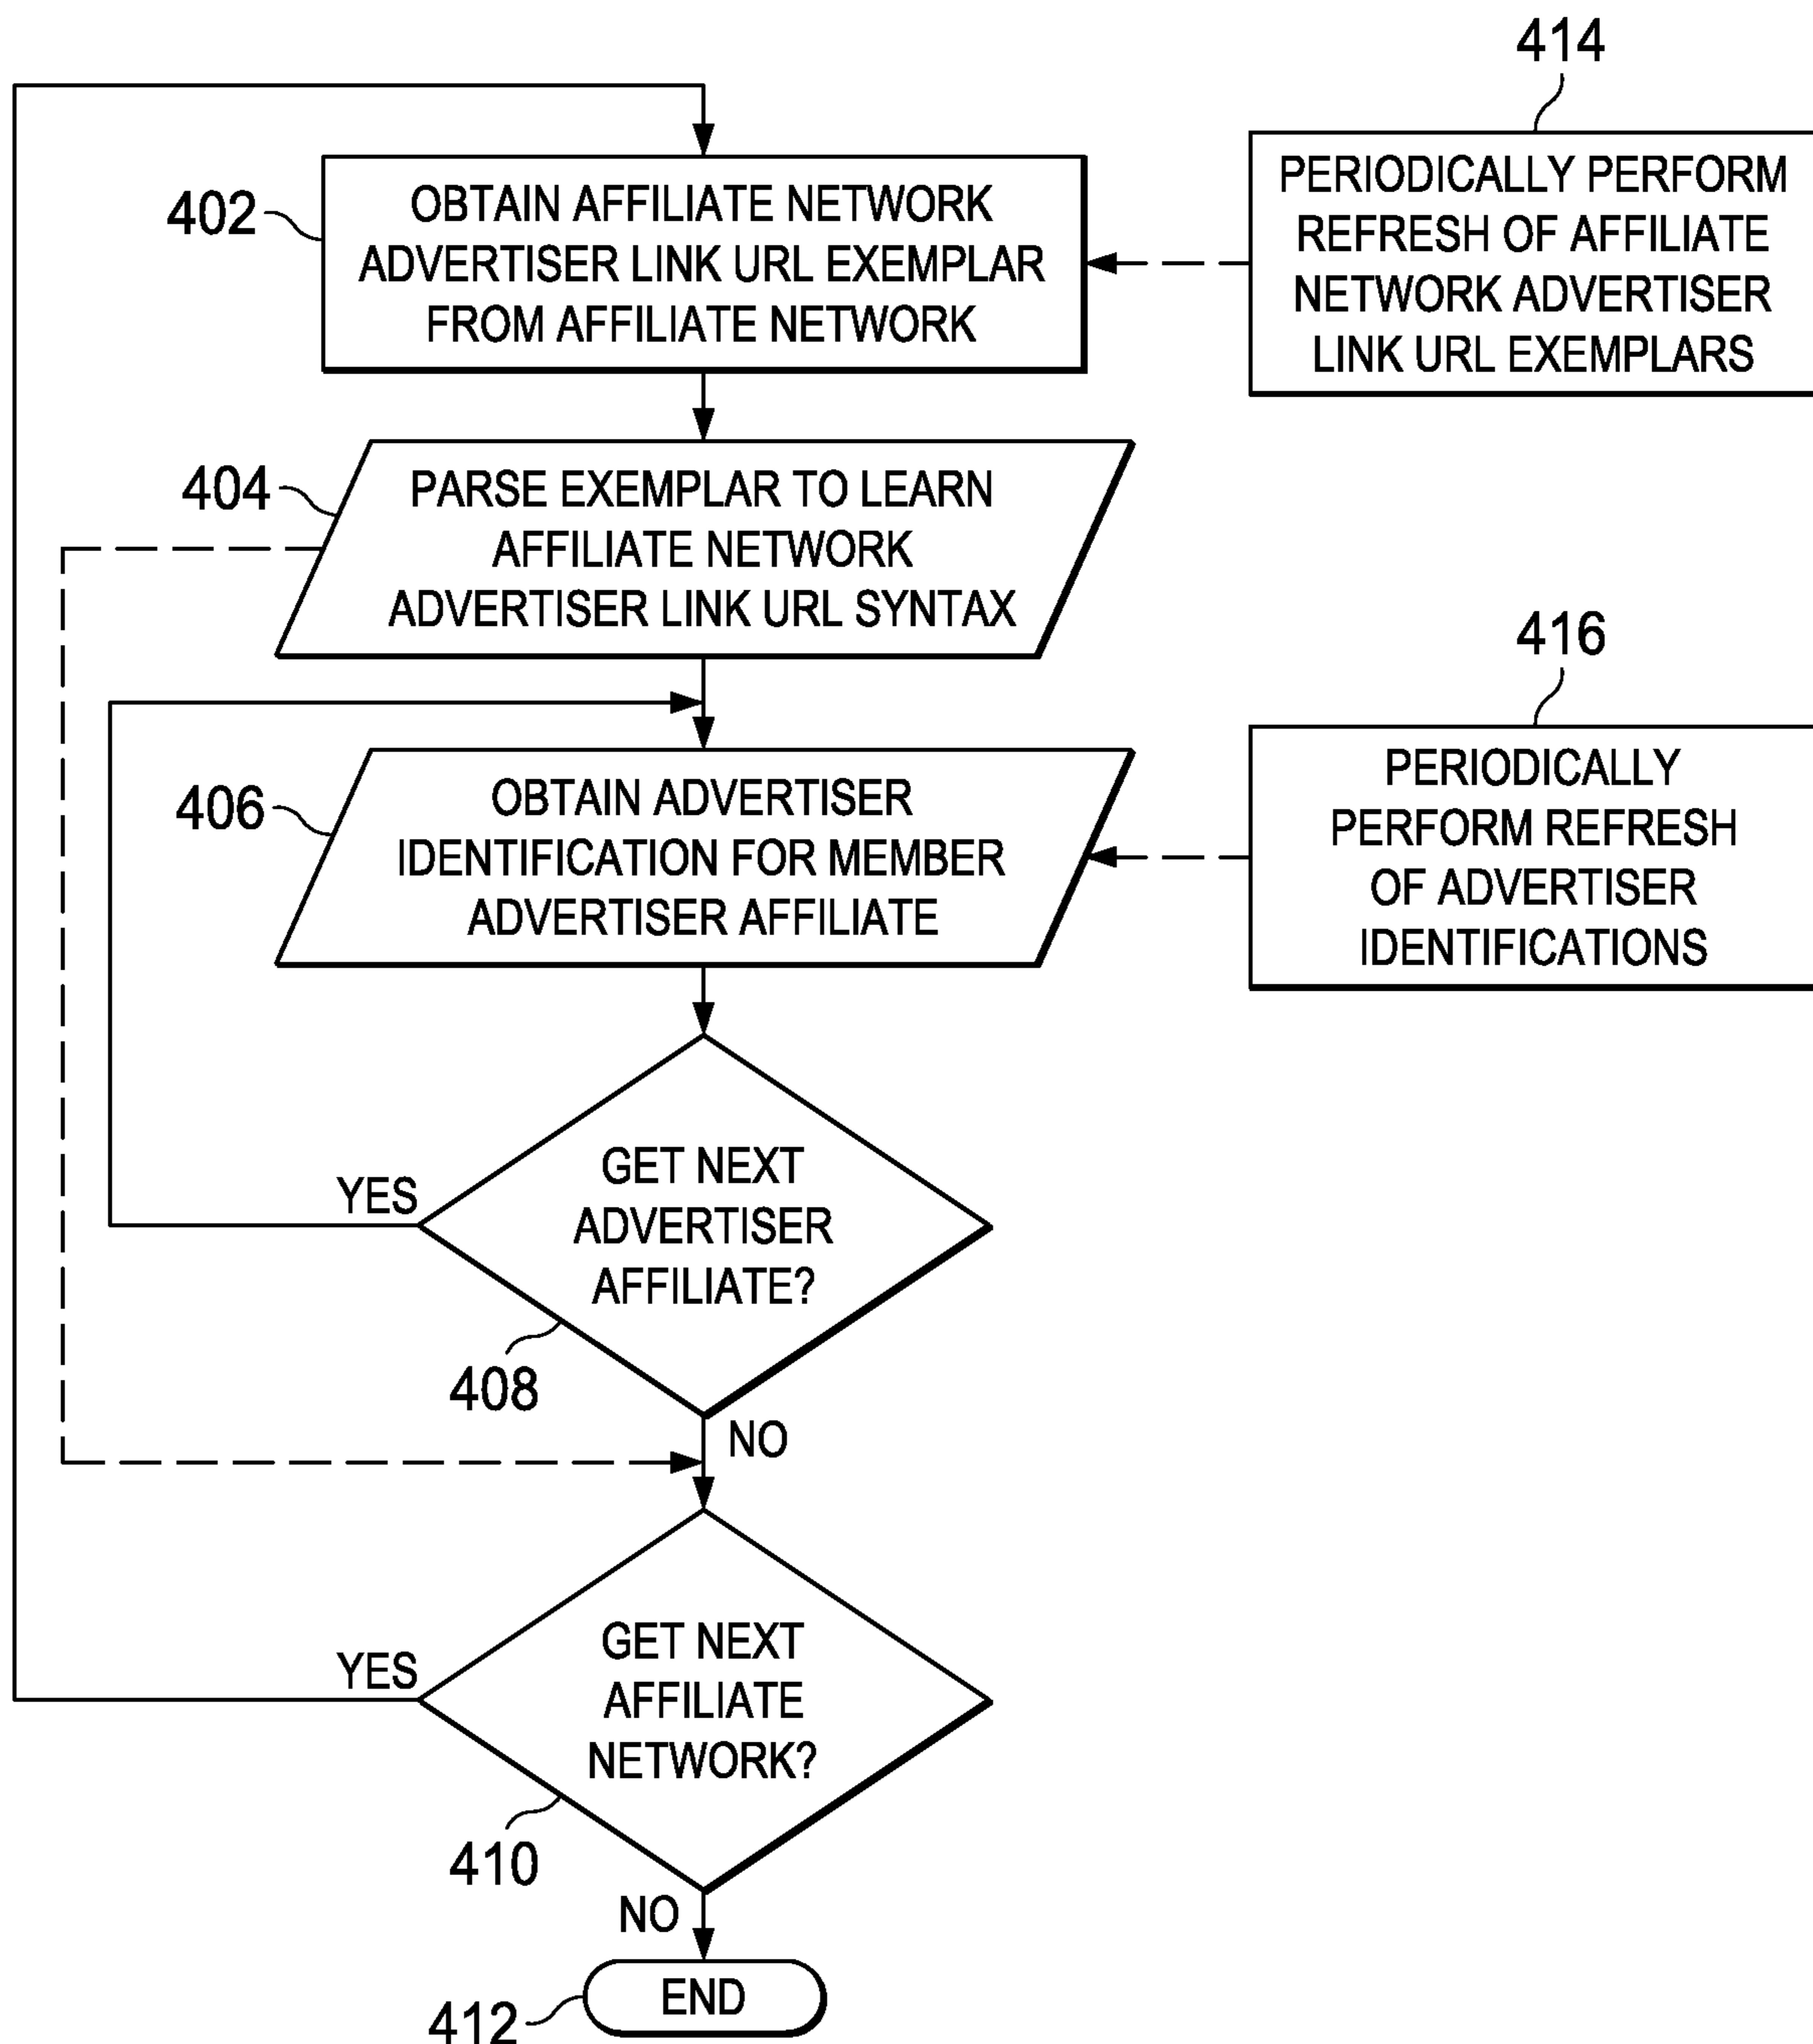 414
402
OBTAIN AFFILIATE NETWORK
ADVERTISER LINK URL EXEMPLAR
FROM AFFILIATE NETWORK
PERIODICALLY PERFORM
REFRESH OF AFFILIATE
NETWORK ADVERTISER
LINK URL EXEMPLARS
404
PARSE EXEMPLAR TO LEARN
AFFILIATE NETWORK
ADVERTISER LINK URL SYNTAX
416
406
OBTAIN ADVERTISER
IDENTIFICATION FOR MEMBER
ADVERTISER AFFILIATE
PERIODICALLY
PERFORM REFRESH
OF ADVERTISER
IDENTIFICATIONS
YES
GET NEXT
ADVERTISER
AFFILIATE?
408
NO
YES
GET NEXT
AFFILIATE
NETWORK?
410
NO
END
412